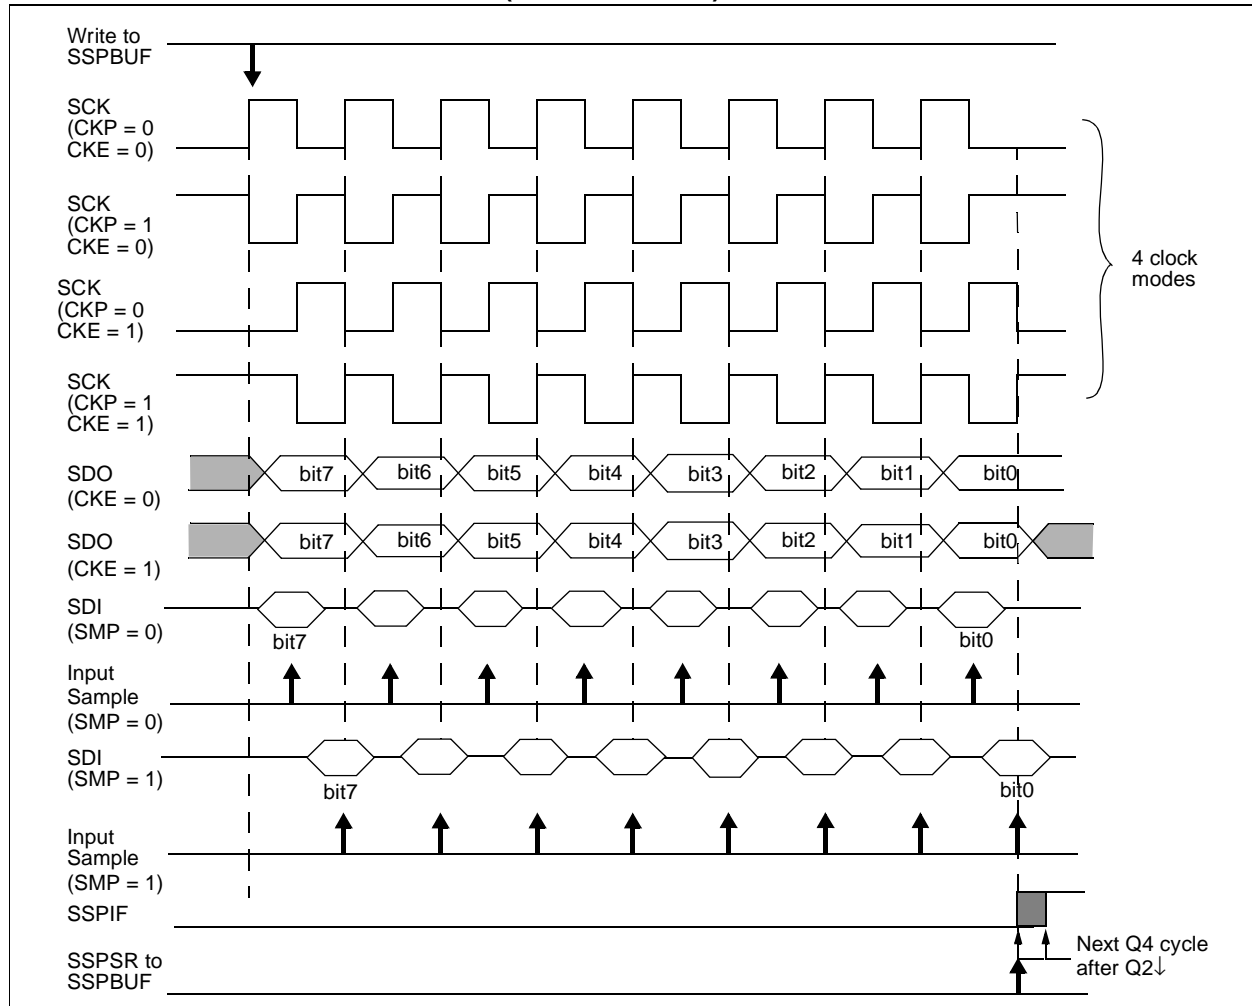 Write to
SSPBUF
SCK
(CKP = 0
CKE = 0)
SCK
(CKP = 1
CKE = 0)
4 clock
modes
SCK
(CKP = 0
CKE = 1)
SCK
(CKP = 1
CKE = 1)
SDO
(CKE = 0)
bit7 bit6 bit5 bit4 bit3 bit2 bit1 bit0
SDO
(CKE = 1)
bit7 bit6 bit5 bit4 bit3 bit2 bit1 bit0
SDI
(SMP = 0)
bit7 bit0
Input
Sample
(SMP = 0)
SDI
(SMP = 1)
bit7 bit0
Input
Sample
(SMP = 1)
SSPIF
Next Q4 cycle
after Q2↓
SSPSR to
SSPBUF